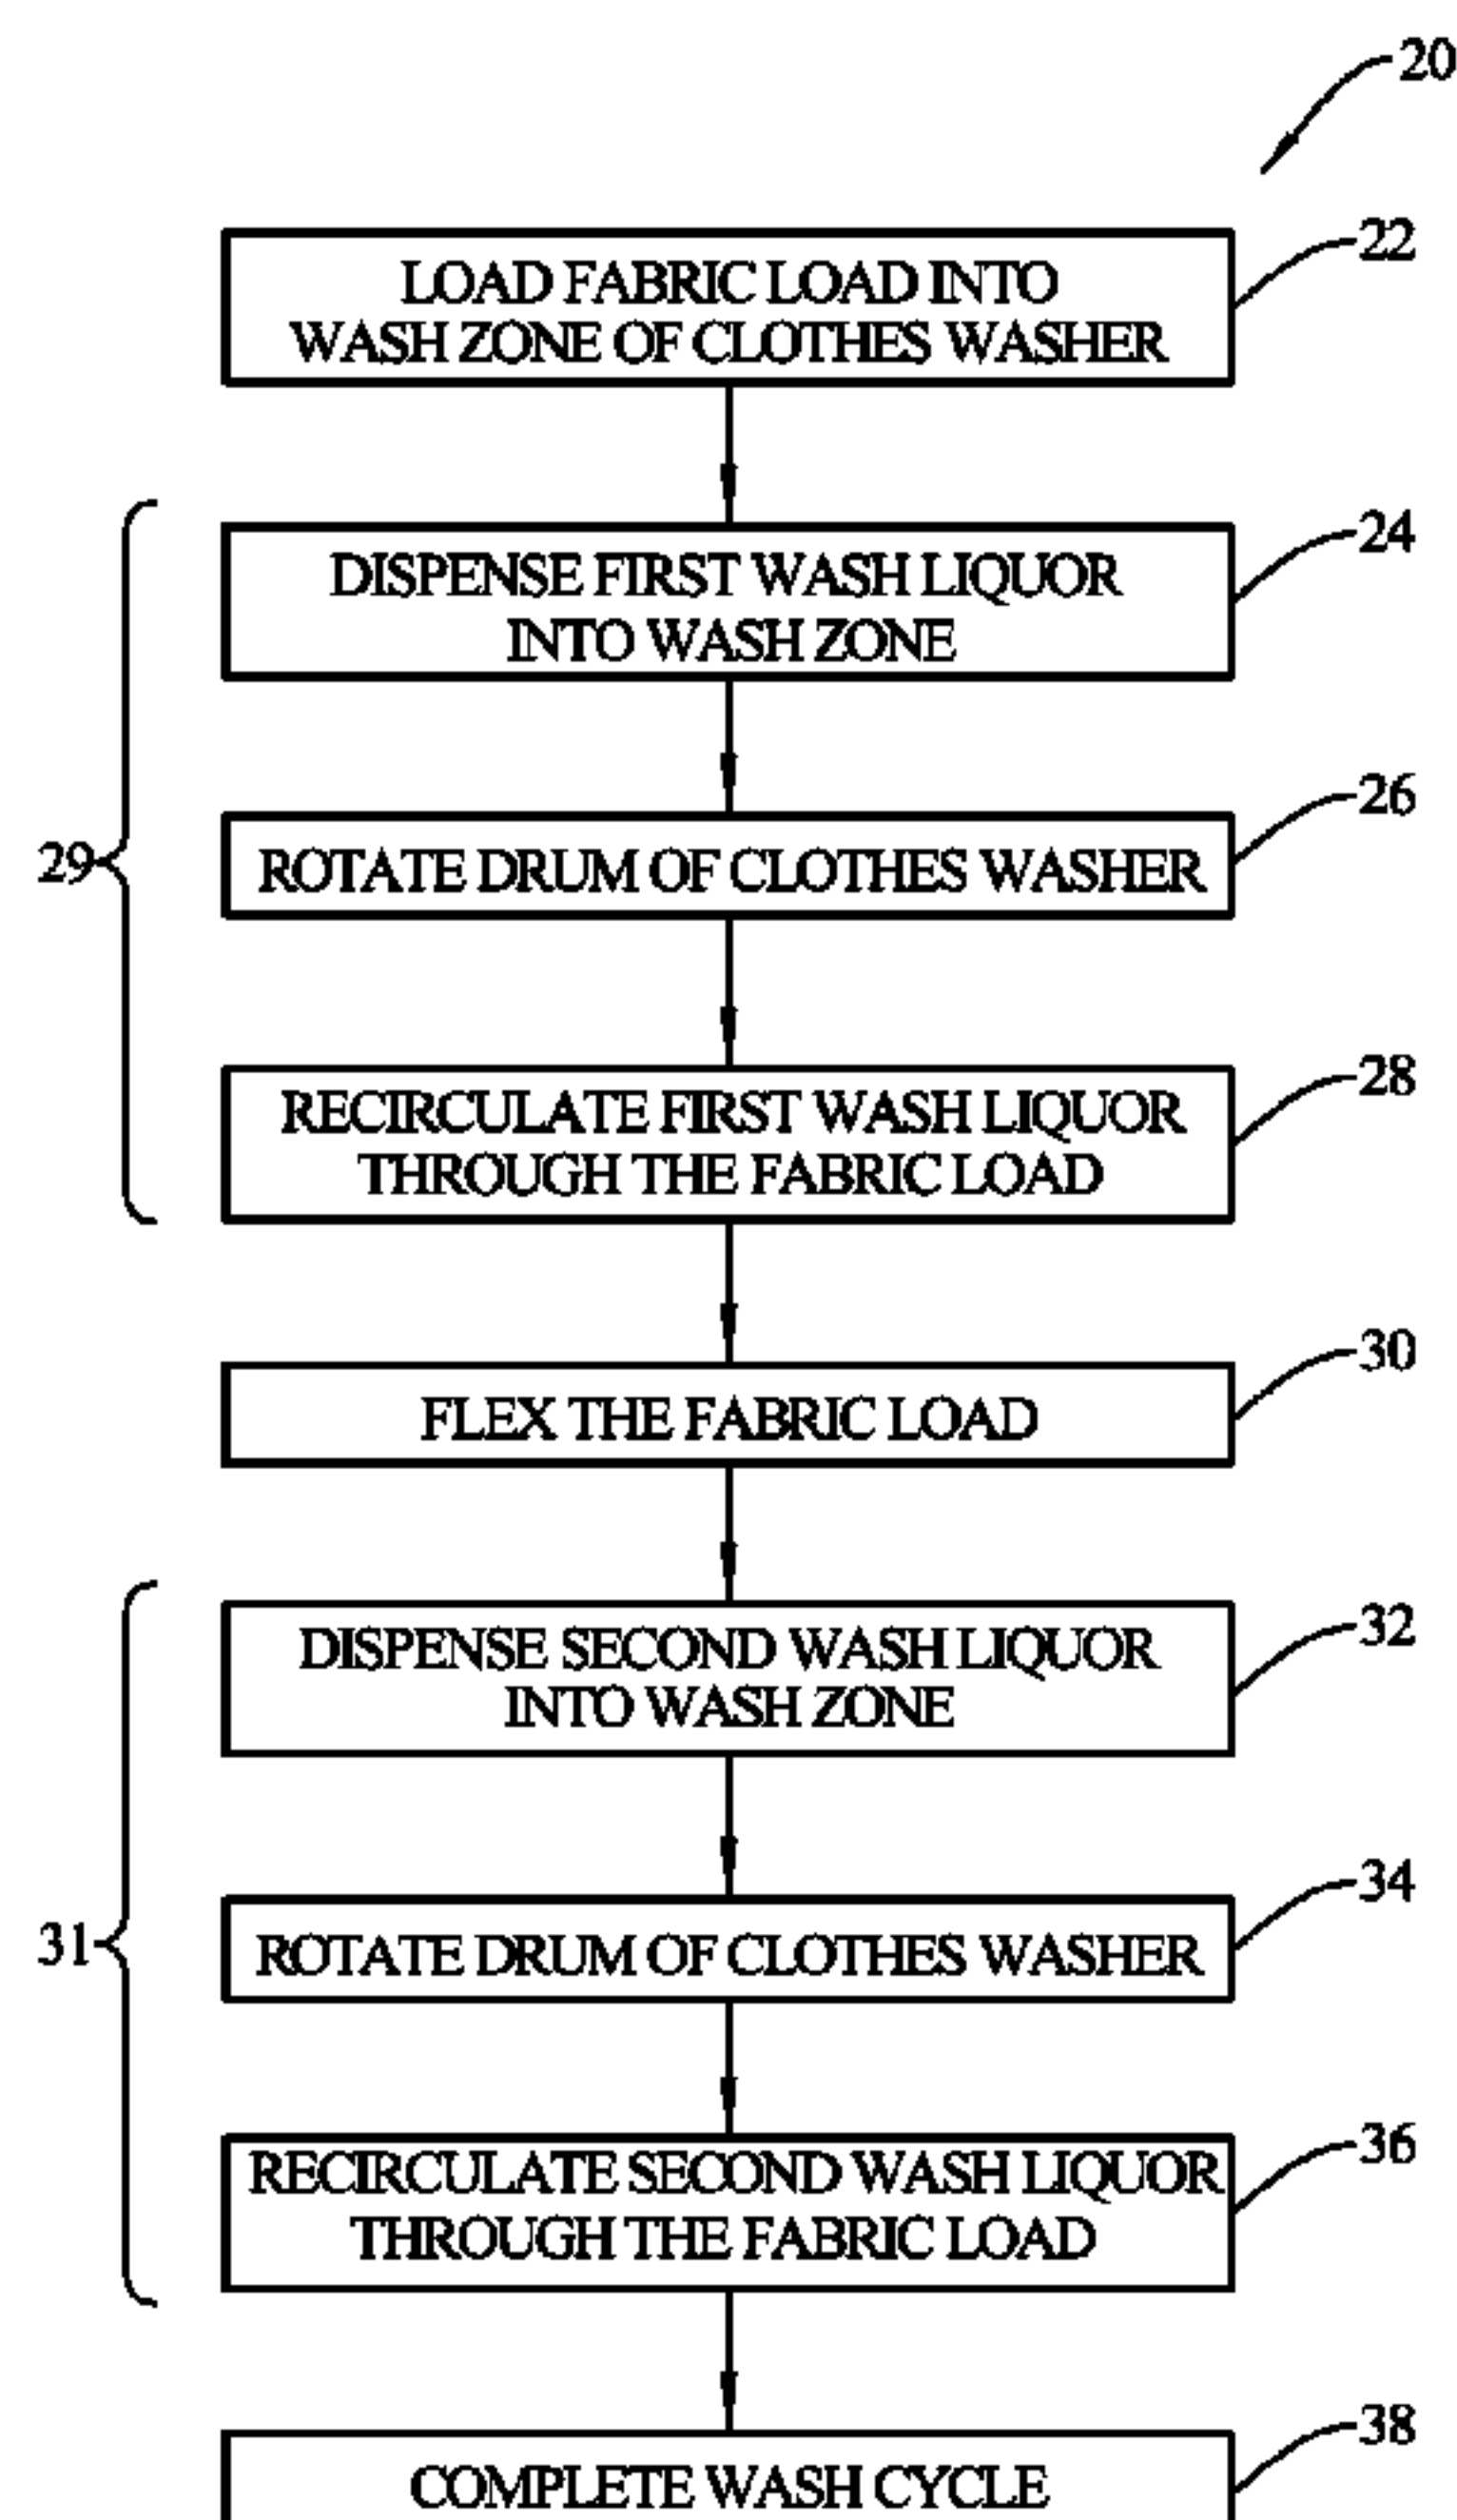 20
22
LOAD FABRIC LOAD INTO
WASH ZONE OF CLOTHES WASHER
24
DISPENSE FIRST WASH LIQUOR
INTO WASH ZONE
26
29
ROTATE DRUM OF CLOTHES WASHER
28
RECIRCULATE FIRST WASH LIQUOR
THROUGH THE FABRIC LOAD
30
FLEX THE FABRIC LOAD
32
DISPENSE SECOND WASH LIQUOR
INTO WASH ZONE
34
31
ROTATE DRUM OF CLOTHES WASHER
36
RECIRCULATE SECOND WASH LIQUOR
THROUGH THE FABRIC LOAD
38
COMPLETE WASH CYCLE